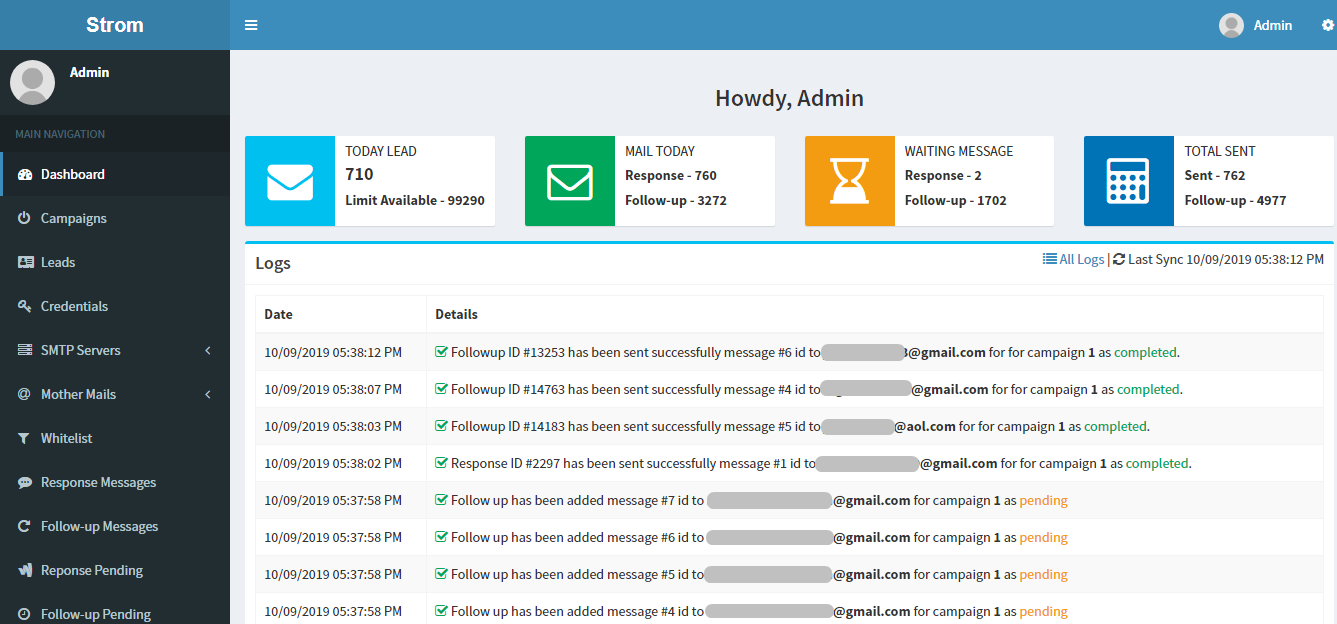 Strom
Admin
Admin
MAIN NAVIGATION
Dashboard
Campaigns
Leads
Credentials
SMTP Servers
Mother Mails
Whitelist
Response Messages
Follow-up Messages
Reponse Pending
Follow-up Pending
Howdy, Admin
TODAY LEAD
710
Limit Available - 99290
MAIL TODAY
Response - 760
Follow-up - 3272
WAITING MESSAGE
Response - 2
Follow-up - 1702
TOTAL SENT
Sent - 762
Follow-up - 4977
Logs
All Logs | Last Sync 10/09/2019 05:38:12 PM
Date Details
10/09/2019 05:38:12 PM Followup ID #13253 has been sent successfully message #6 id to @gmail.com for for campaign 1 as completed.
10/09/2019 05:38:07 PM Followup ID #14763 has been sent successfully message #4 id to @gmail.com for for campaign 1 as completed.
10/09/2019 05:38:03 PM Followup ID #14183 has been sent successfully message #5 id to @aol.com for for campaign 1 as completed.
10/09/2019 05:38:02 PM Response ID #2297 has been sent successfully message #1 id to @gmail.com for for campaign 1 as completed.
10/09/2019 05:37:58 PM Follow up has been added message #7 id to @gmail.com for campaign 1 as pending
10/09/2019 05:37:58 PM Follow up has been added message #6 id to @gmail.com for campaign 1 as pending
10/09/2019 05:37:58 PM Follow up has been added message #5 id to @gmail.com for campaign 1 as pending
10/09/2019 05:37:58 PM Follow up has been added message #4 id to @gmail.com for campaign 1 as pending